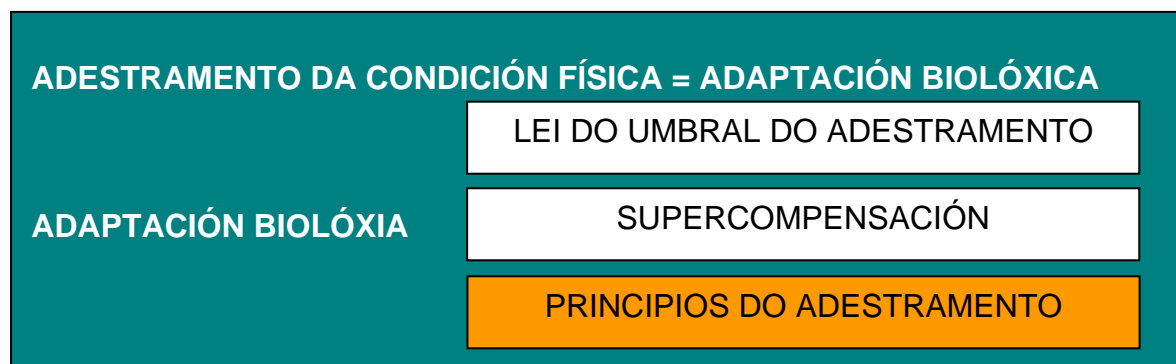 ADESTRAMENTO DA CONDICIÓN FÍSICA = ADAPTACIÓN BIOLÓXICA
LEI DO UMBRAL DO ADESTRAMENTO
ADAPTACIÓN BIOLÓXIA
SUPERCOMPENSACIÓN
PRINCIPIOS DO ADESTRAMENTO